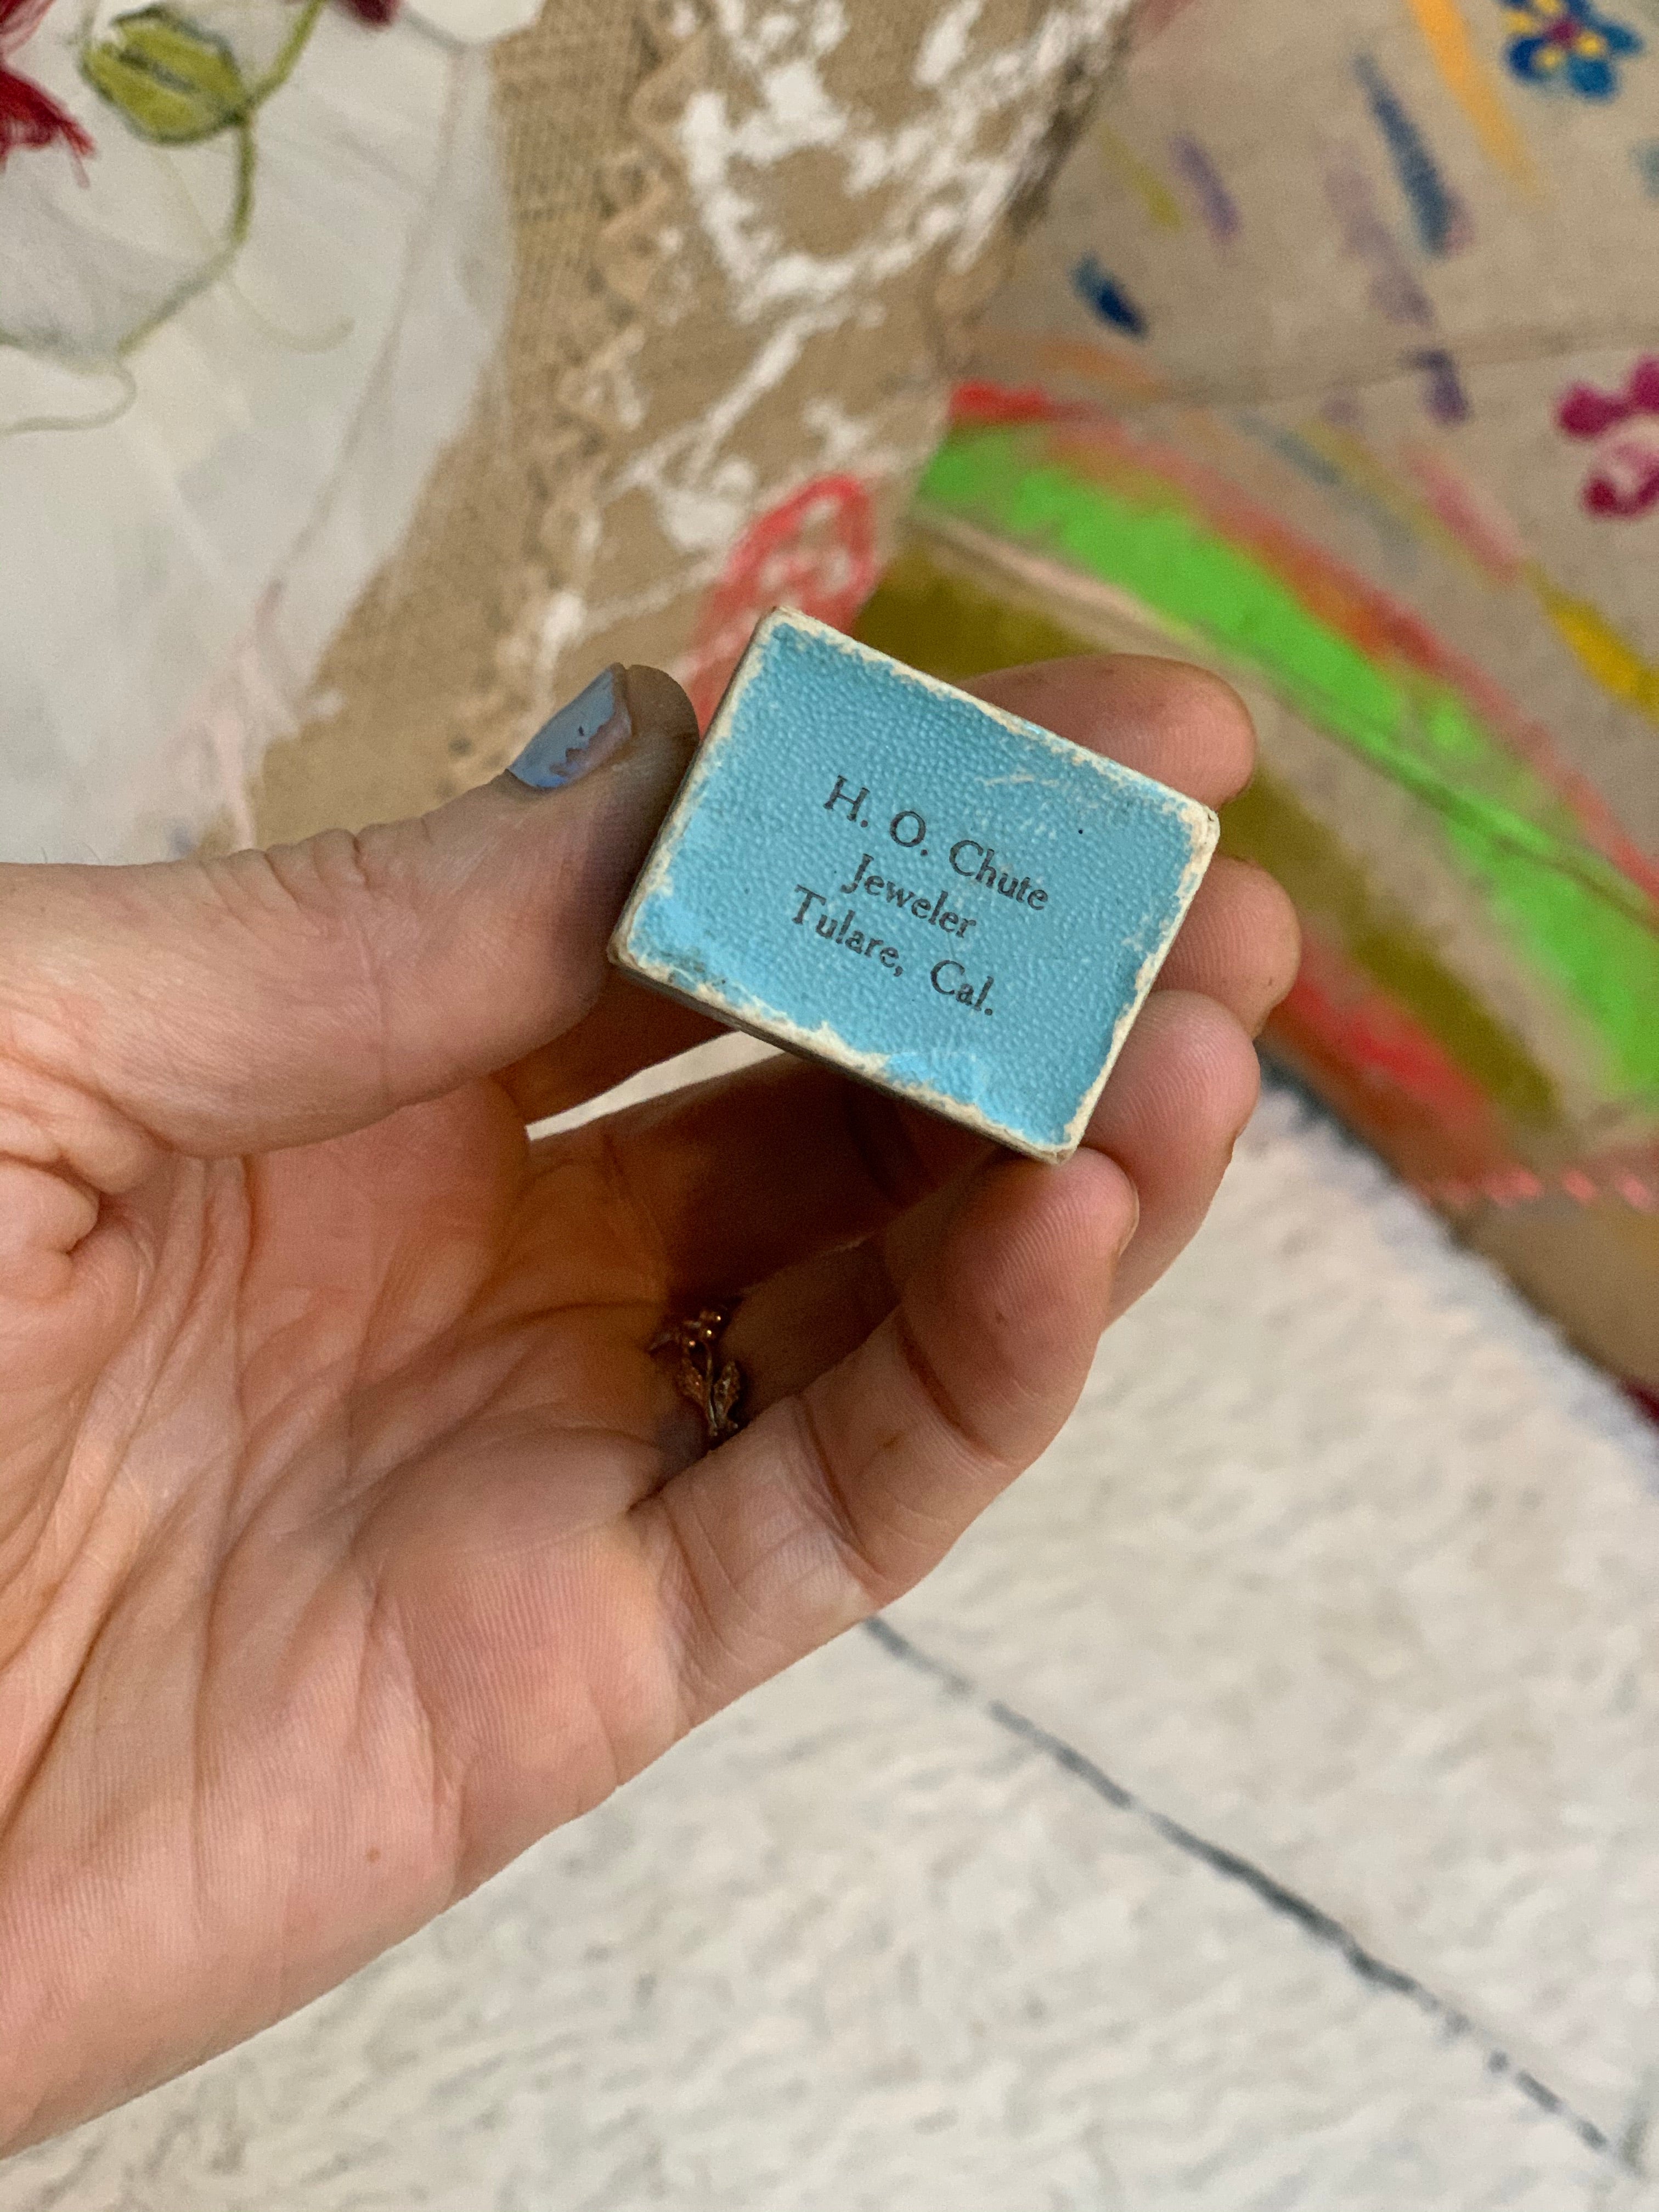 H. O. Chute
Jeweler
Tulare, Cal.